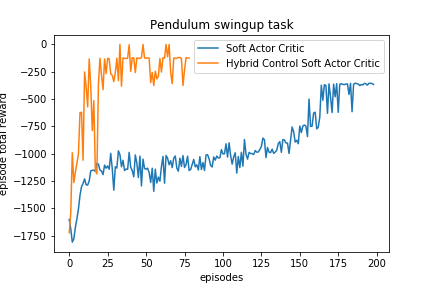 Pendulum swingup task
Soft Actor Critic
Hybrid Control Soft Actor Critic
episode total reward
0
−250
−500
−750
−1000
−1250
−1500
−1750
0 25 50 75 100 125 150 175 200
episodes